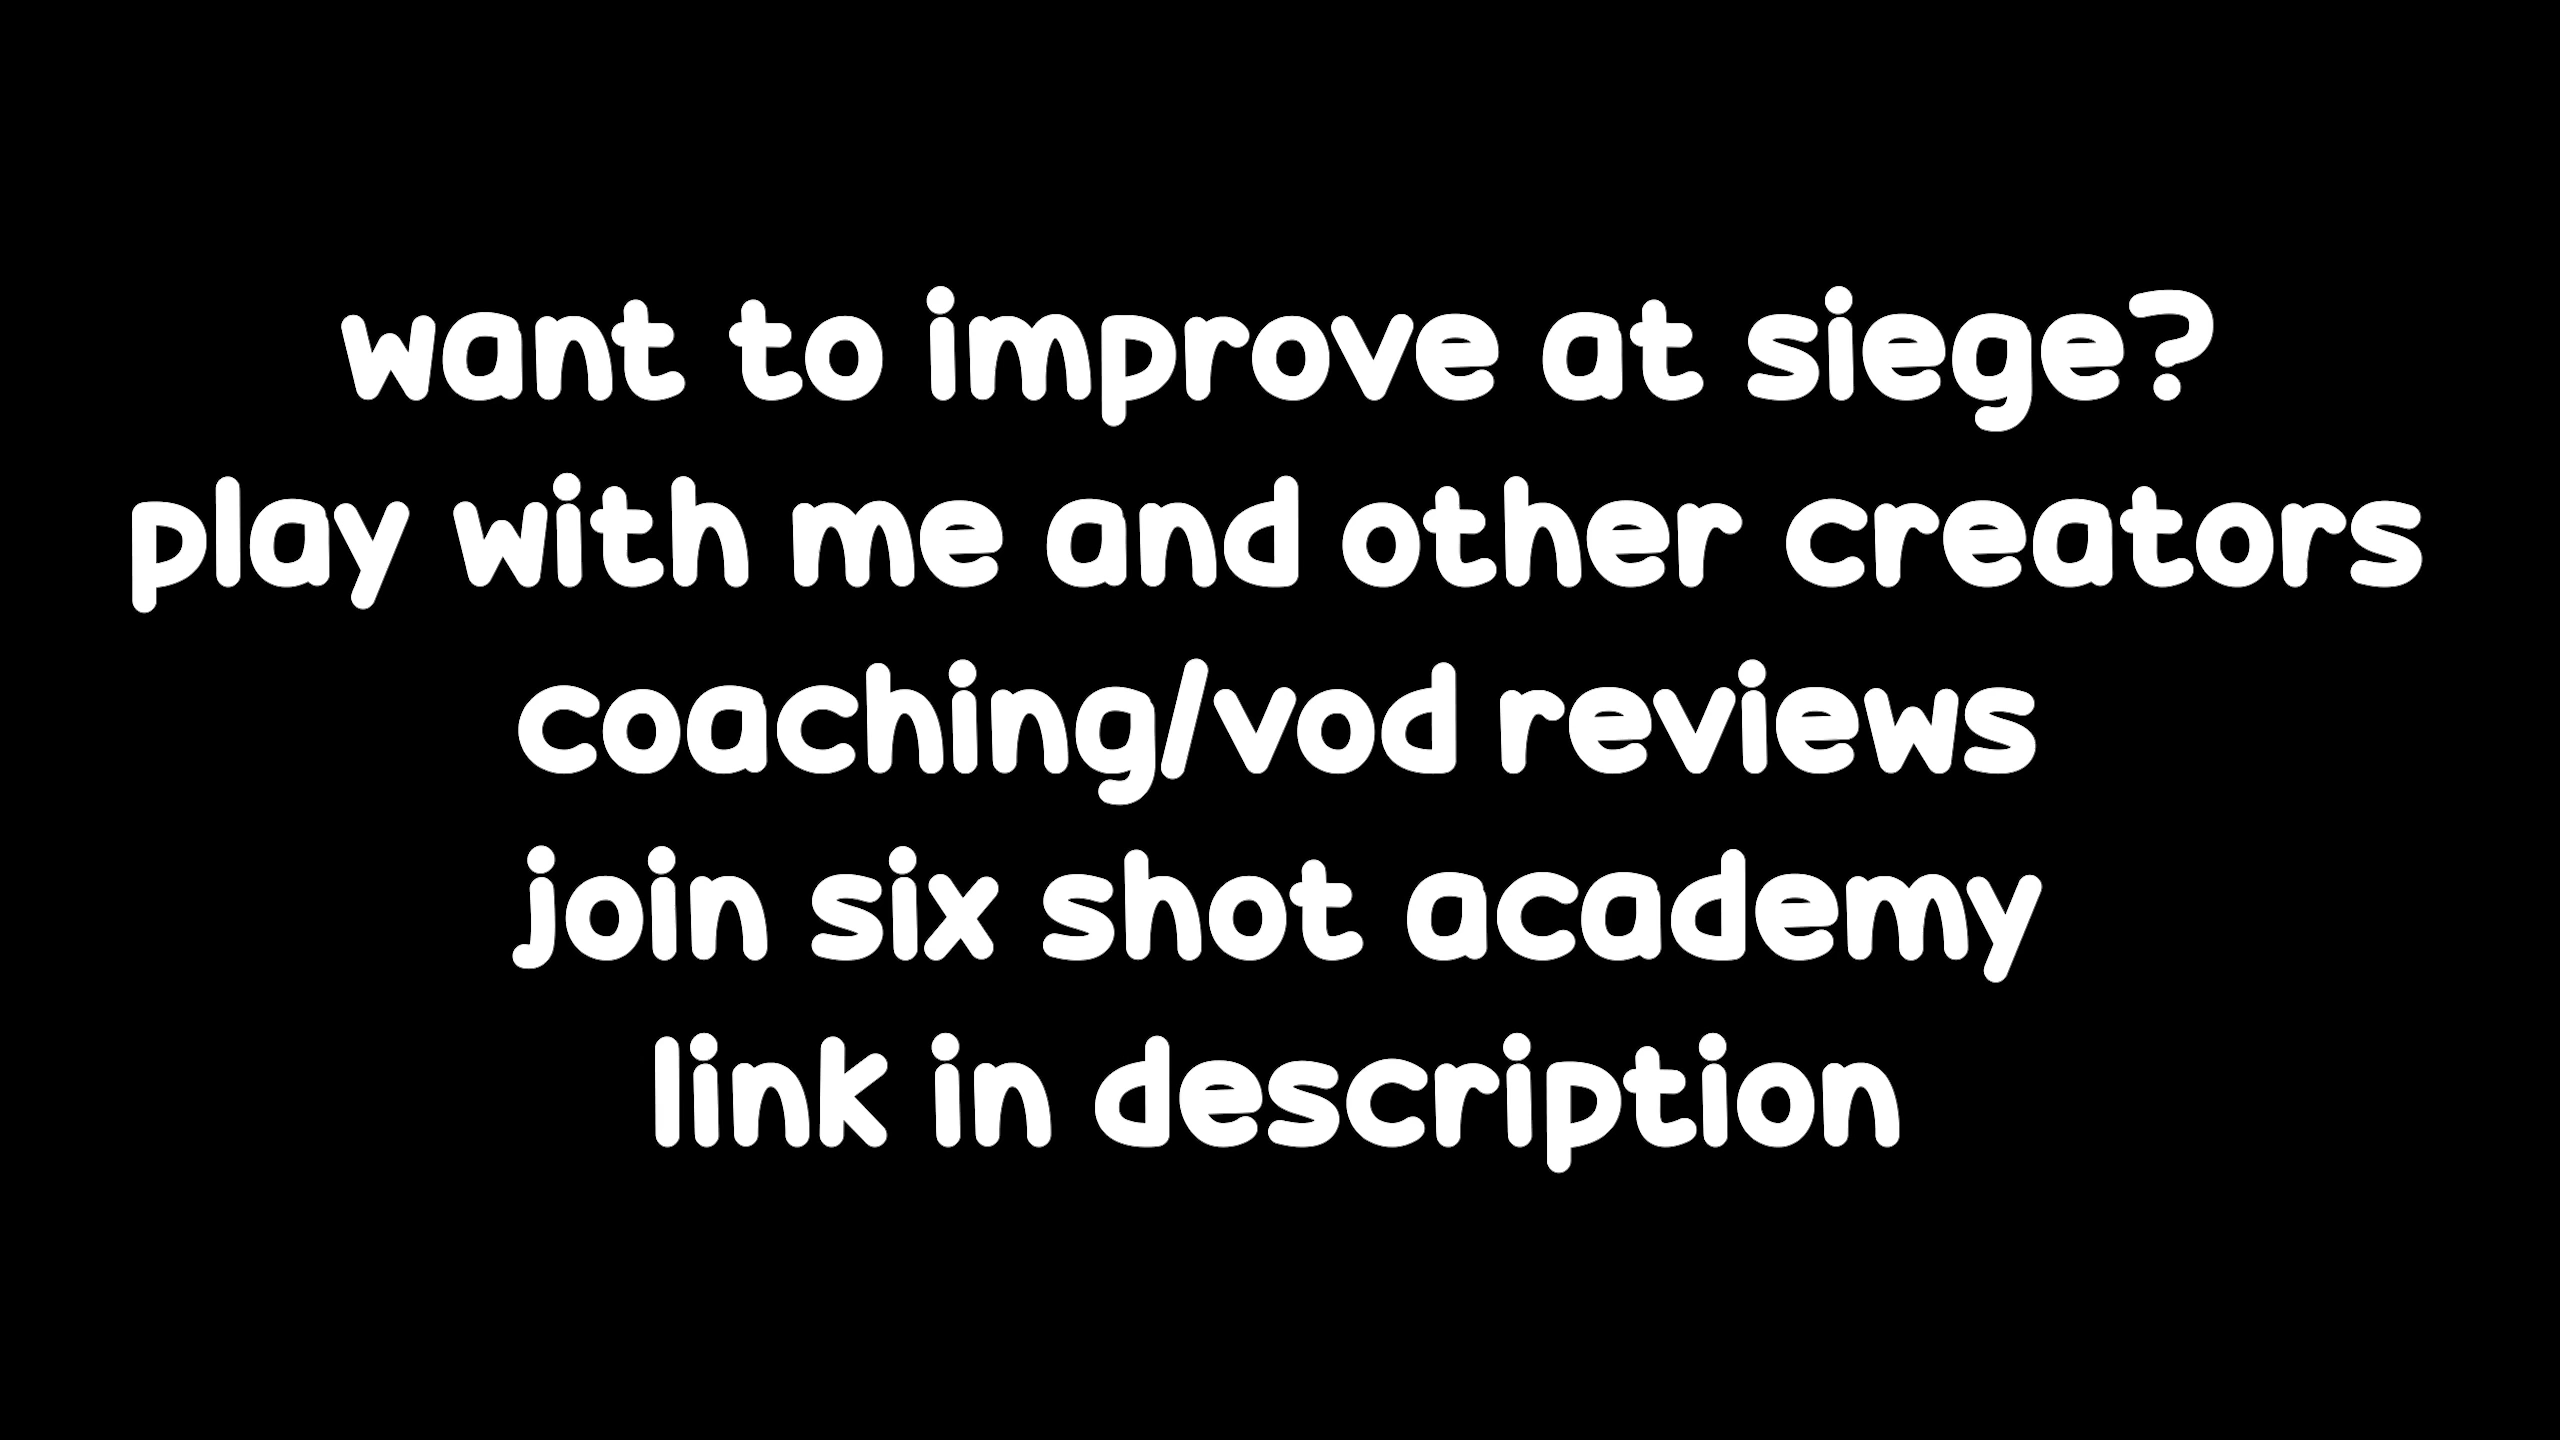 want to improve at siege?
play with me and other creators
coaching/vod reviews
join six shot academy
link in description